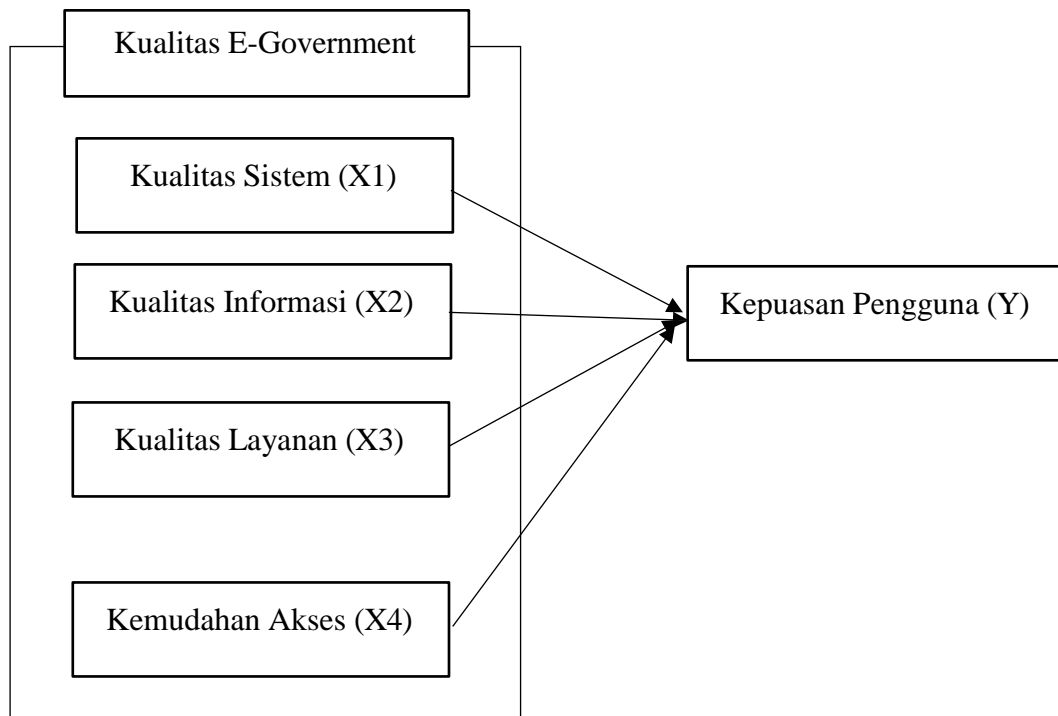 Kualitas E-Government
Kualitas Sistem (X1)
Kualitas Informasi (X2)
Kepuasan Pengguna (Y)
Kualitas Layanan (X3)
Kemudahan Akses (X4)